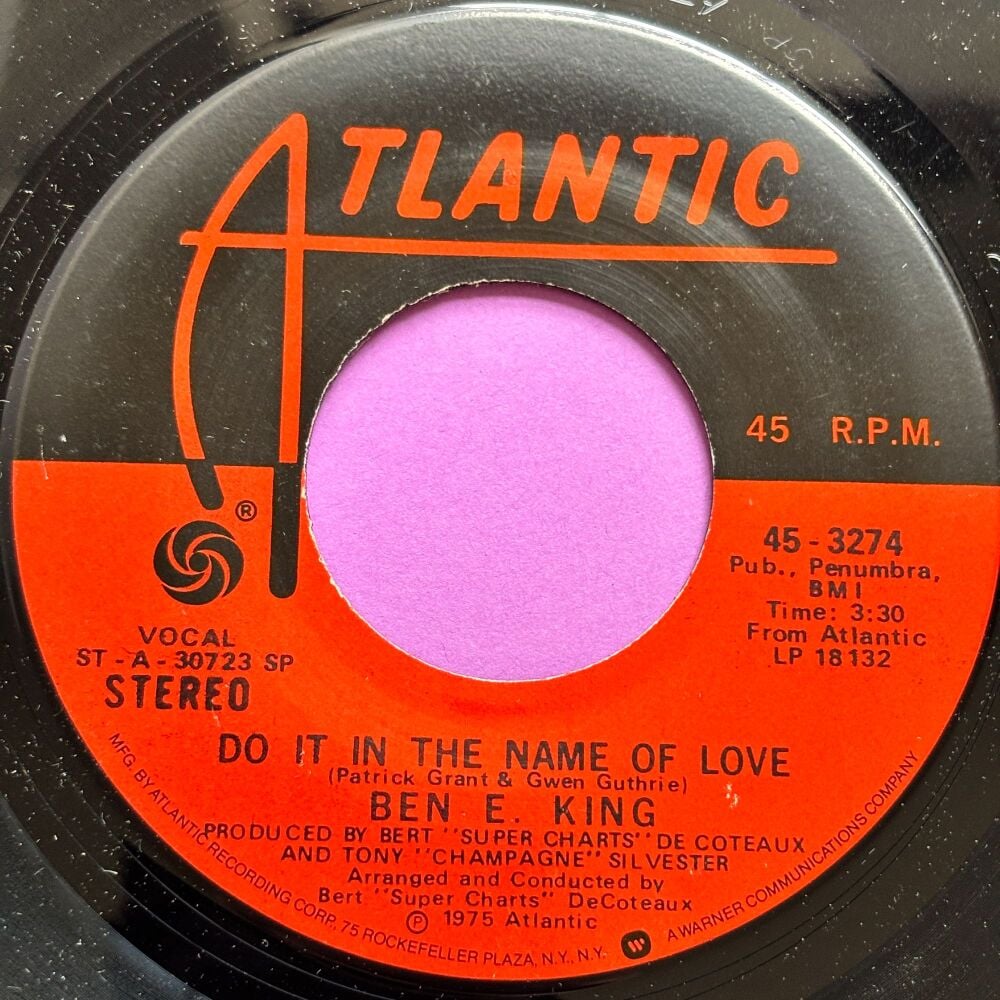 ATLANTIC
45 R.P.M.
®
45-3274
Pub., Penumbra,
BMI
Time: 3:30
From Atlantic
LP 18132
VOCAL
ST-A-30723 SP
STEREO
DO IT IN THE NAME OF LOVE
(Patrick Grant & Gwen Guthrie)
BEN E. KING
PRODUCED BY BERT "SUPER CHARTS" DE COTEAUX
AND TONY "CHAMPAGNE" SILVESTER
Arranged and Conducted by
Bert "Super Charts" DeCoteaux
℗ 1975 Atlantic
MFG. BY ATLANTIC RECORDING CORP. 75 ROCKEFELLER PLAZA, N.Y., N.Y. A WARNER COMMUNICATIONS COMPANY